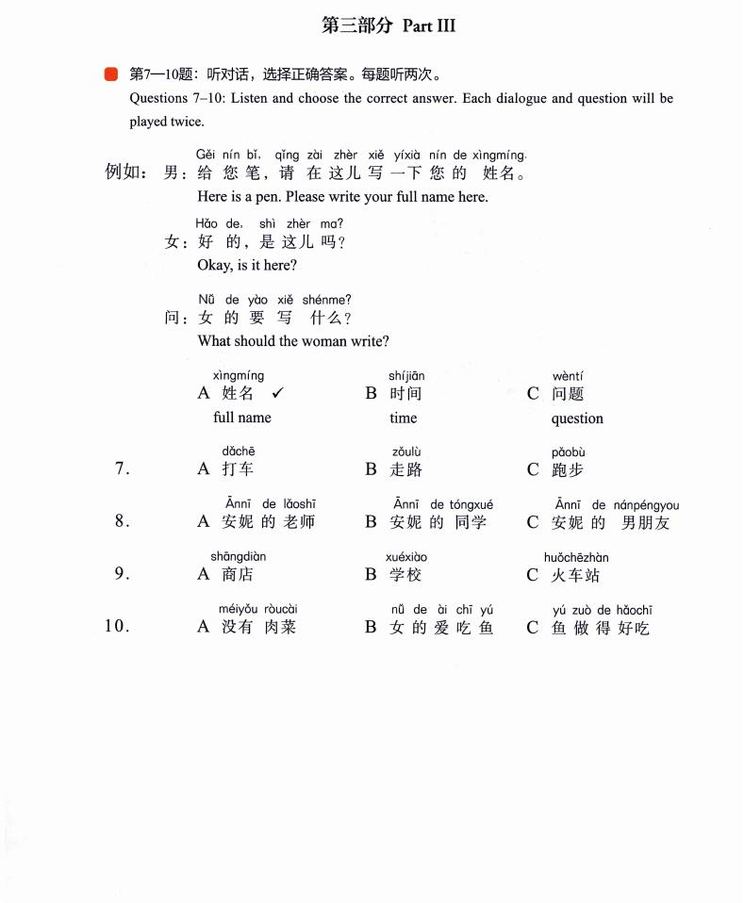 第三部分 Part III
第7—10题：听对话，选择正确答案。每题听两次。
Questions 7–10: Listen and choose the correct answer. Each dialogue and question will be
played twice.
Gěi nín bǐ, qǐng zài zhèr xiě yíxià nín de xìngmíng.
例如：男：给您笔，请在这儿写一下您的姓名。
Here is a pen. Please write your full name here.
Hǎo de, shì zhèr ma?
女：好的，是这儿吗？
Okay, is it here?
Nǚ de yào xiě shénme?
问：女的要写什么？
What should the woman write?
xìngmíng shíjiān wèntí
A 姓名 ✓ B 时间 C 问题
full name time question
dǎchē zǒulù pǎobù
7. A 打车 B 走路 C 跑步
Ānnī de lǎoshī Ānnī de tóngxué Ānnī de nánpéngyou
8. A 安妮的老师 B 安妮的同学 C 安妮的男朋友
shāngdiàn xuéxiào huǒchēzhàn
9. A 商店 B 学校 C 火车站
méiyǒu ròucài nǚ de ài chī yú yú zuò de hǎochī
10. A 没有肉菜 B 女的爱吃鱼 C 鱼做得好吃